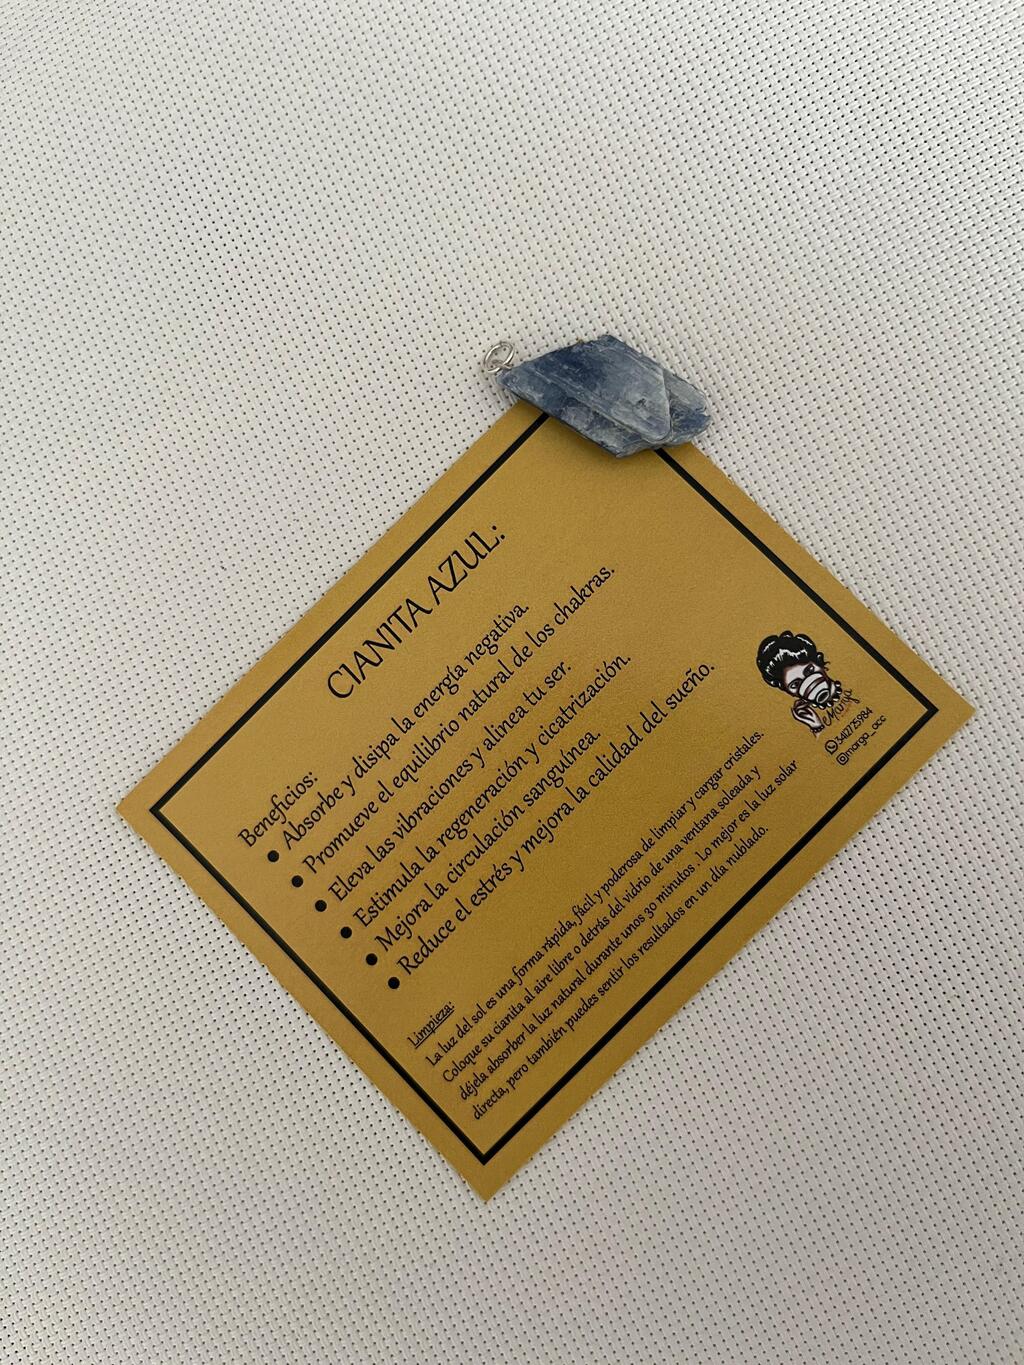 CIANITA AZUL:
Beneficios:
● Absorbe y disipa la energía negativa.
● Promueve el equilibrio natural de los chakras.
● Eleva las vibraciones y alinea tu ser.
● Estimula la regeneración y cicatrización.
● Mejora la circulación sanguínea.
● Reduce el estrés y mejora la calidad del sueño.
Limpieza:
La luz del sol es una forma rápida, fácil y poderosa de limpiar y cargar cristales.
Coloque su cianita al aire libre o detrás del vidrio de una ventana soleada y
déjela absorber la luz natural durante unos 30 minutos . Lo mejor es la luz solar
directa, pero también puedes sentir los resultados en un día nublado.
3412725984
@margo_acc